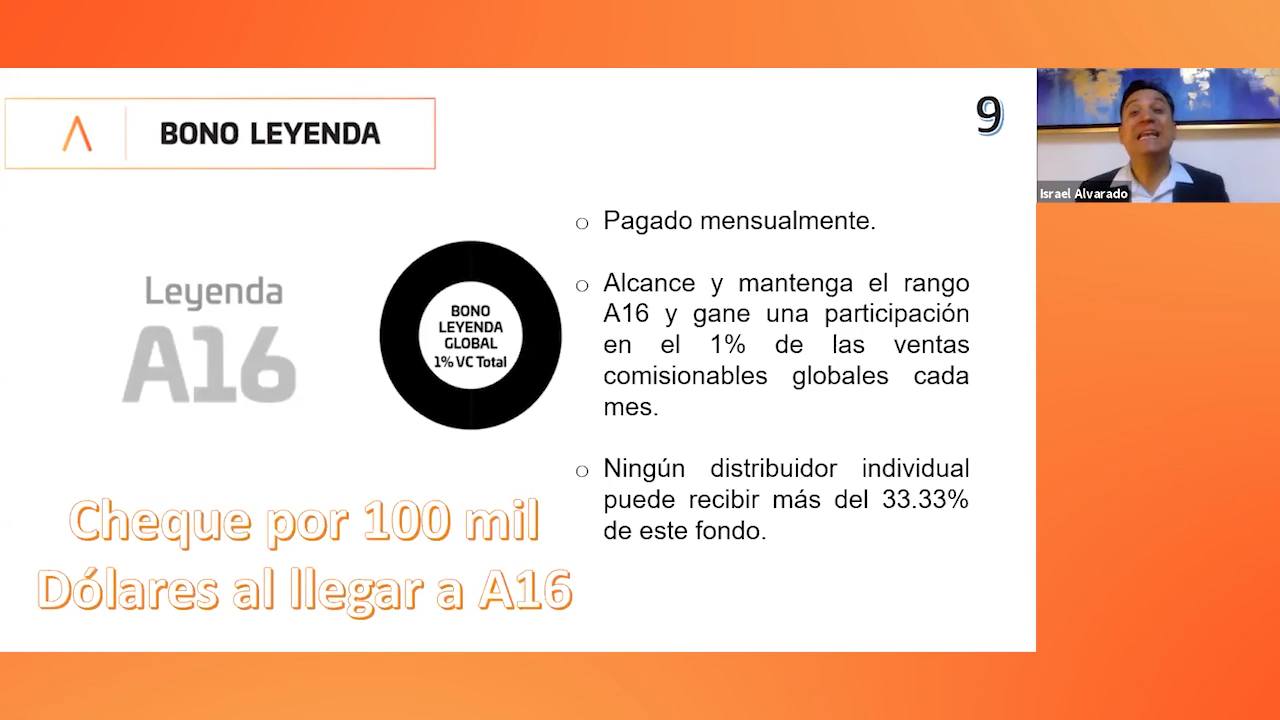 BONO LEYENDA
9
Israel Alvarado
Leyenda
A16
BONO
LEYENDA
GLOBAL
1% VC Total
Cheque por 100 mil
Dólares al llegar a A16
○ Pagado mensualmente.
○ Alcance y mantenga el rango
A16 y gane una participación
en el 1% de las ventas
comisionables globales cada
mes.
○ Ningún distribuidor individual
puede recibir más del 33.33%
de este fondo.